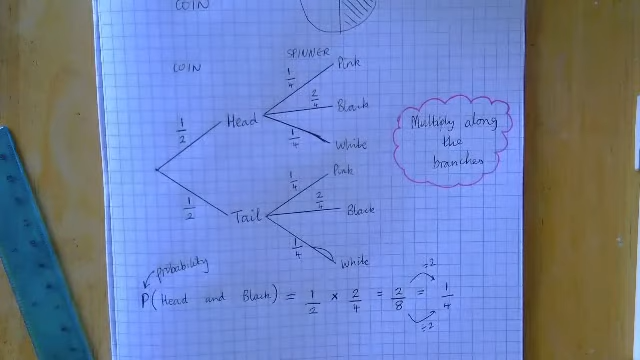 COIN
SPINNER
COIN
1/4 Pink
1/2 Head 2/4 Black
1/4 White
Multiply along
the
branches
1/4 Pink
1/2 Tail 2/4 Black
1/4 White
probability
P(Head and Black) = 1/2 × 2/4 = 2/8 = 1/4
÷2
÷2